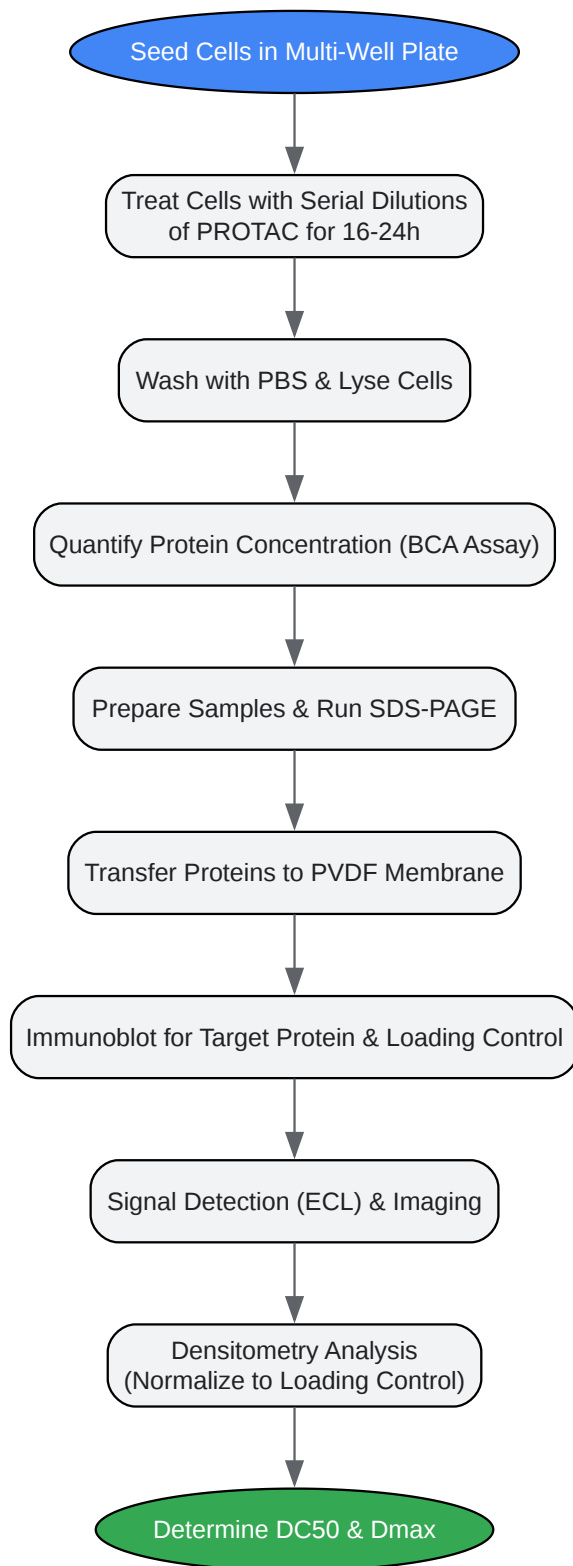 Seed Cells in Multi-Well Plate
Treat Cells with Serial Dilutions
of PROTAC for 16-24h
Wash with PBS & Lyse Cells
Quantify Protein Concentration (BCA Assay)
Prepare Samples & Run SDS-PAGE
Transfer Proteins to PVDF Membrane
Immunoblot for Target Protein & Loading Control
Signal Detection (ECL) & Imaging
Densitometry Analysis
(Normalize to Loading Control)
Determine DC50 & Dmax